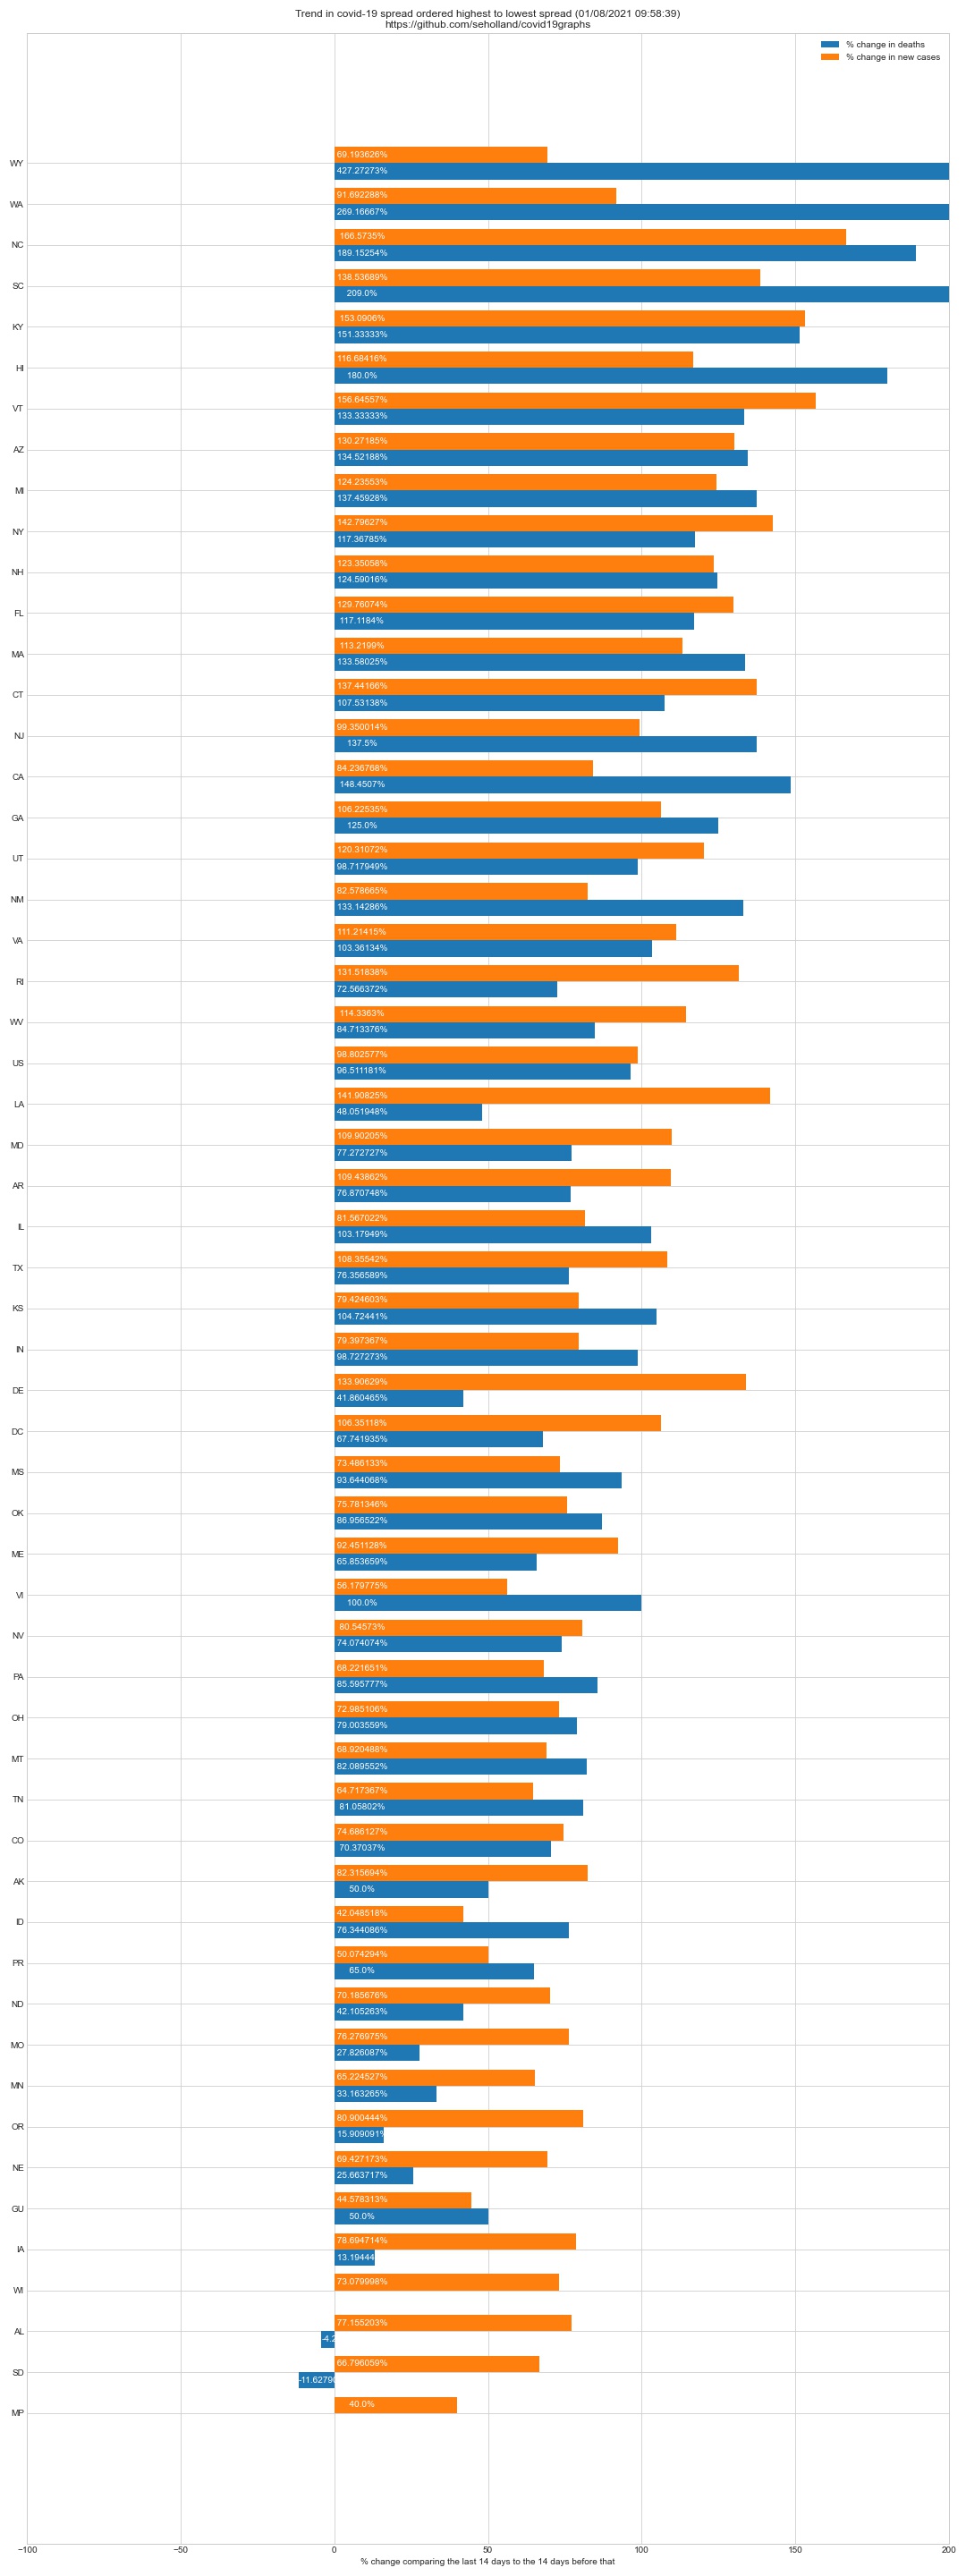 Trend in covid-19 spread ordered highest to lowest spread (01/08/2021 09:58:39)
https://github.com/seholland/covid19graphs
% change in deaths
% change in new cases
69.193626%
WY
427.27273%
91.692288%
WA
269.16667%
166.5735%
NC
189.15254%
138.53689%
SC
209.0%
153.0906%
KY
151.33333%
116.68416%
HI
180.0%
156.64557%
VT
133.33333%
130.27185%
AZ
134.52188%
124.23553%
MI
137.45928%
142.79627%
NY
117.36785%
123.35058%
NH
124.59016%
129.76074%
FL
117.1184%
113.2199%
MA
133.58025%
137.44166%
CT
107.53138%
99.350014%
NJ
137.5%
84.236768%
CA
148.4507%
106.22535%
GA
125.0%
120.31072%
UT
98.717949%
82.578665%
NM
133.14286%
111.21415%
VA
103.36134%
131.51838%
RI
72.566372%
114.3363%
WV
84.713376%
98.802577%
US
96.511181%
141.90825%
LA
48.051948%
109.90205%
MD
77.272727%
109.43862%
AR
76.870748%
81.567022%
IL
103.17949%
108.35542%
TX
76.356589%
79.424603%
KS
104.72441%
79.397367%
IN
98.727273%
133.90629%
DE
41.860465%
106.35118%
DC
67.741935%
73.486133%
MS
93.644068%
75.781346%
OK
86.956522%
92.451128%
ME
65.853659%
56.179775%
VI
100.0%
80.54573%
NV
74.074074%
68.221651%
PA
85.595777%
72.985106%
OH
79.003559%
68.920488%
MT
82.089552%
64.717367%
TN
81.05802%
74.686127%
CO
70.37037%
82.315694%
AK
50.0%
42.048518%
ID
76.344086%
50.074294%
PR
65.0%
70.185676%
ND
42.105263%
76.276975%
MO
27.826087%
65.224527%
MN
33.163265%
80.900444%
OR
15.909091%
69.427173%
NE
25.663717%
44.578313%
GU
50.0%
78.694714%
IA
13.19444
73.079998%
WI
77.155203%
AL
-4.2
66.796059%
SD
-11.62790
40.0%
MP
−100 −50 0 50 100 150 200
% change comparing the last 14 days to the 14 days before that